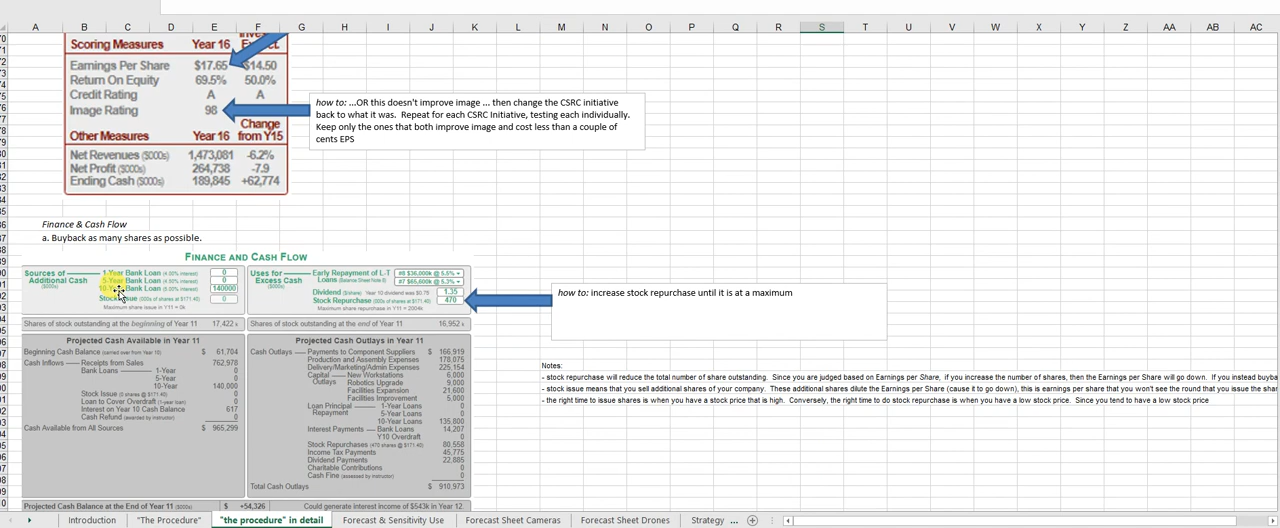 A B C D E F G H I J K L M N O P Q R S T U V W X Y Z AA AB AC
Scoring Measures Year 16
Earnings Per Share $17.65 $14.50
Return On Equity 69.5% 50.0%
Credit Rating A A
Image Rating 98
how to: ...OR this doesn't improve image ... then change the CSRC initiative
back to what it was. Repeat for each CSRC Initiative, testing each individually.
Keep only the ones that both improve image and cost less than a couple of
cents EPS
Change
Other Measures Year 16 from Y15
Net Revenues ($000s) 1,473,081 -6.2%
Net Profit ($000s) 264,738 -7.9
Ending Cash ($000s) 189,845 +62,774
Finance & Cash Flow
a. Buyback as many shares as possible.
FINANCE AND CASH FLOW
Sources of Additional Cash ($000s)
1-Year Bank Loan (4.00% interest) 0
5-Year Bank Loan 0
10-Year Bank Loan 140000
Stock Issue (000s of shares at $171.40) 0
Maximum share issue in Y11 = 0k
Uses for Excess Cash ($000s)
Early Repayment of L-T Loans (Balance Sheet Note 8) #8 $36,000k @ 5.5%
#7 $65,000k @ 5.3%
Dividend ($/share) Year 10 dividend was $0.75 1.35
Stock Repurchase (000s of shares at $171.40) 470
Maximum share repurchase in Y11 = 2004k
how to: increase stock repurchase until it is at a maximum
Shares of stock outstanding at the beginning of Year 11 17,422 k
Shares of stock outstanding at the end of Year 11 16,952 k
Projected Cash Available in Year 11
Beginning Cash Balance (carried over from Year 10) $ 61,704
Cash Inflows — Receipts from Sales 762,978
Bank Loans — 1-Year 0
5-Year 0
10-Year 140,000
Stock Issue (0 shares @ $171.40) 0
Loan to Cover Overdraft (1-year loan) 0
Interest on Year 10 Cash Balance 617
Cash Refund (awarded by instructor) 0
Cash Available from All Sources $ 965,299
Projected Cash Outlays in Year 11
Cash Outlays — Payments to Component Suppliers $ 166,919
Production and Assembly Expenses 178,075
Delivery/Marketing/Admin Expenses 225,154
Capital Outlays — New Workstations 6,000
Robotics Upgrade 9,000
Facilities Expansion 21,600
Facilities Improvement 5,000
Loan Principal Repayment — 1-Year Loans 0
5-Year Loans 0
10-Year Loans 135,800
Interest Payments — Bank Loans 14,207
Y10 Overdraft 0
Stock Repurchases (470 shares @ $171.40) 80,558
Income Tax Payments 45,775
Dividend Payments 22,885
Charitable Contributions 0
Cash Fine (assessed by instructor) 0
Total Cash Outlays $ 910,973
Projected Cash Balance at the End of Year 11 ($000s) $ +54,326
Could generate interest income of $543k in Year 12.
Notes:
- stock repurchase will reduce the total number of share outstanding. Since you are judged based on Earnings per Share, if you increase the number of shares, then the Earnings per Share will go down. If you instead buyba
- stock issue means that you sell additional shares of your company. These additional shares dilute the Earnings per Share (cause it to go down), this is earnings per share that you won't see the round that you issue the shar
- the right time to issue shares is when you have a stock price that is high. Conversely, the right time to do stock repurchase is when you have a low stock price. Since you tend to have a low stock price
Introduction "The Procedure" "the procedure" in detail Forecast & Sensitivity Use Forecast Sheet Cameras Forecast Sheet Drones Strategy ...